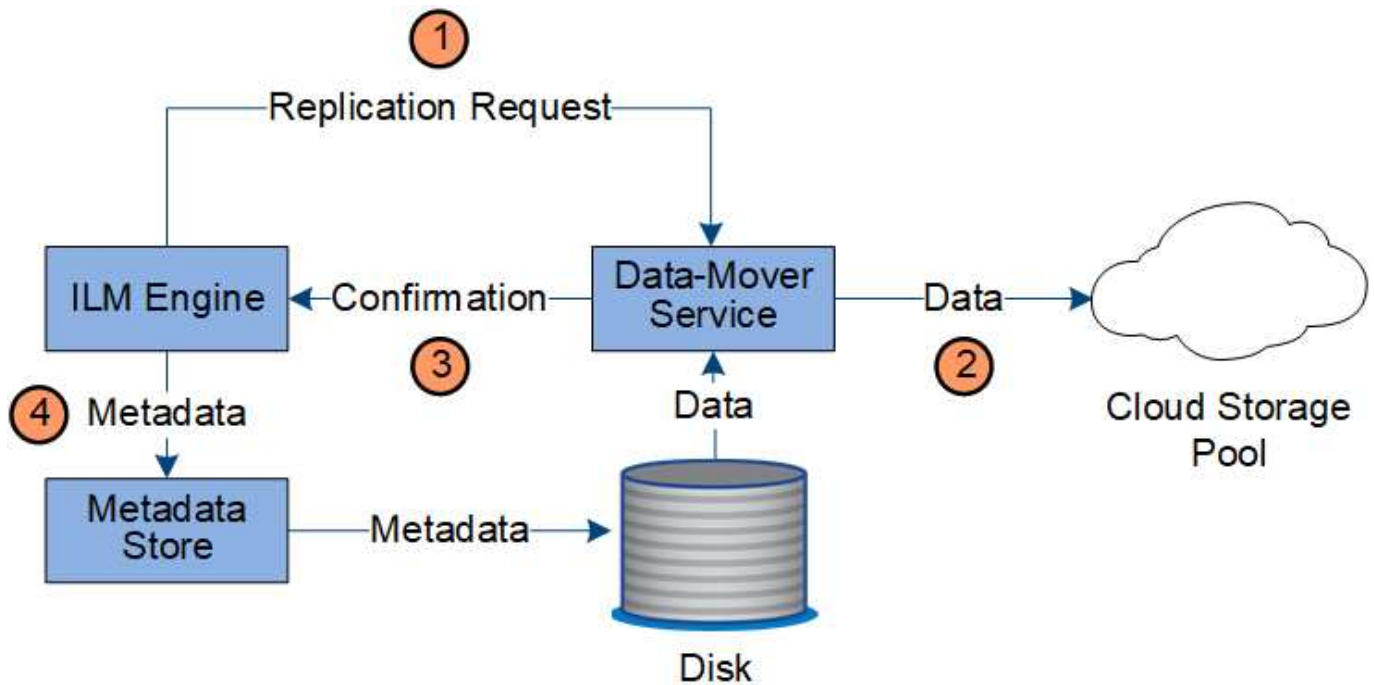 1
Replication Request
ILM Engine
Confirmation
Data-Mover
Service
Data
3
2
Data
4
Metadata
Cloud Storage
Pool
Metadata
Store
Metadata
Disk